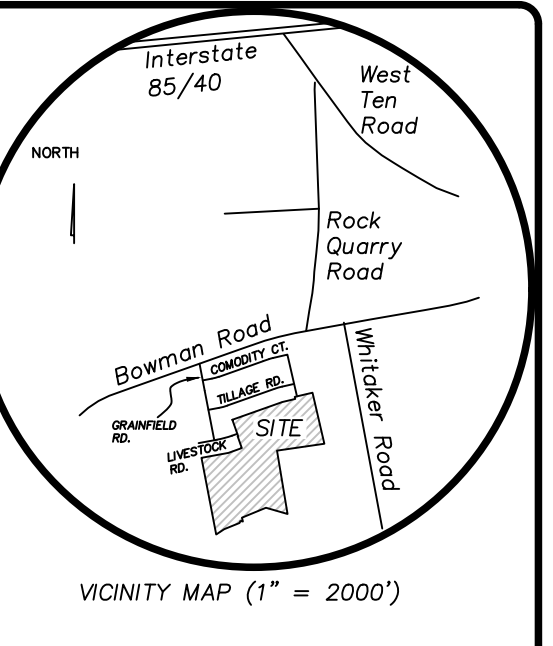 Interstate
85/40
West
Ten
Road
NORTH
Rock
Quarry
Road
Bowman Road
COMODITY CT.
Whitaker Road
TILLAGE RD.
GRAINFIELD
RD.
SITE
LIVESTOCK
RD.
VICINITY MAP (1" = 2000')